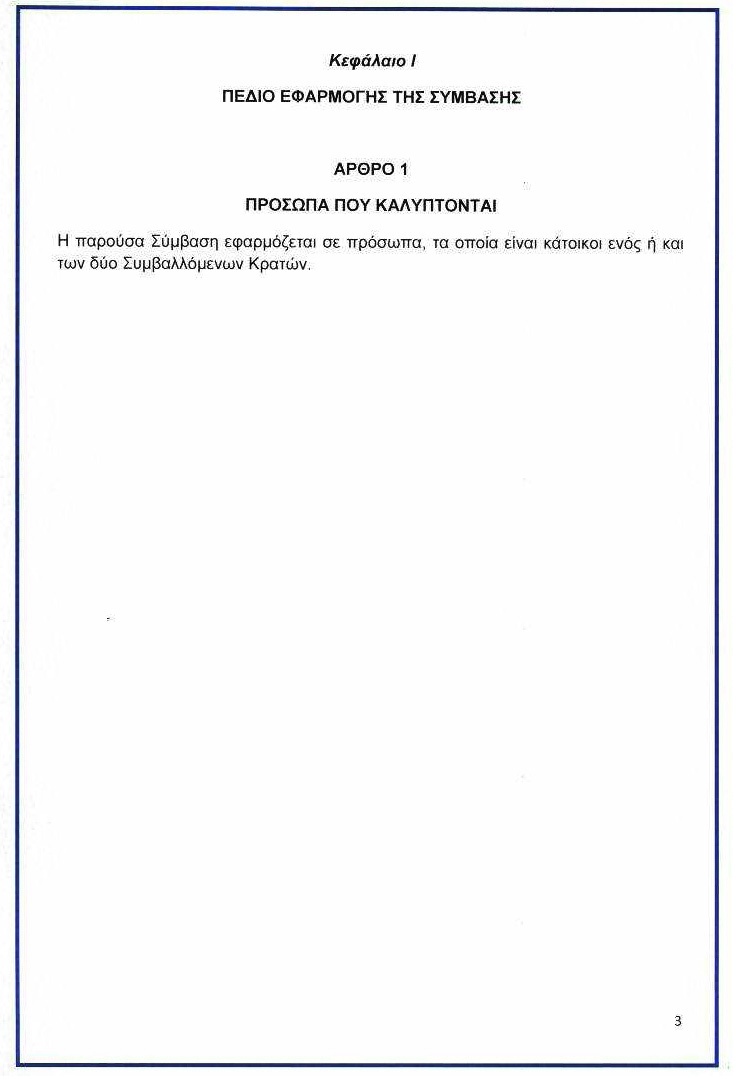 Κεφάλαιο Ι
ΠΕΔΙΟ ΕΦΑΡΜΟΓΗΣ ΤΗΣ ΣΥΜΒΑΣΗΣ
ΑΡΘΡΟ 1
ΠΡΟΣΩΠΑ ΠΟΥ ΚΑΛΥΠΤΟΝΤΑΙ
Η παρούσα Σύμβαση εφαρμόζεται σε πρόσωπα, τα οποία είναι κάτοικοι ενός ή και
των δύο Συμβαλλόμενων Κρατών.
3